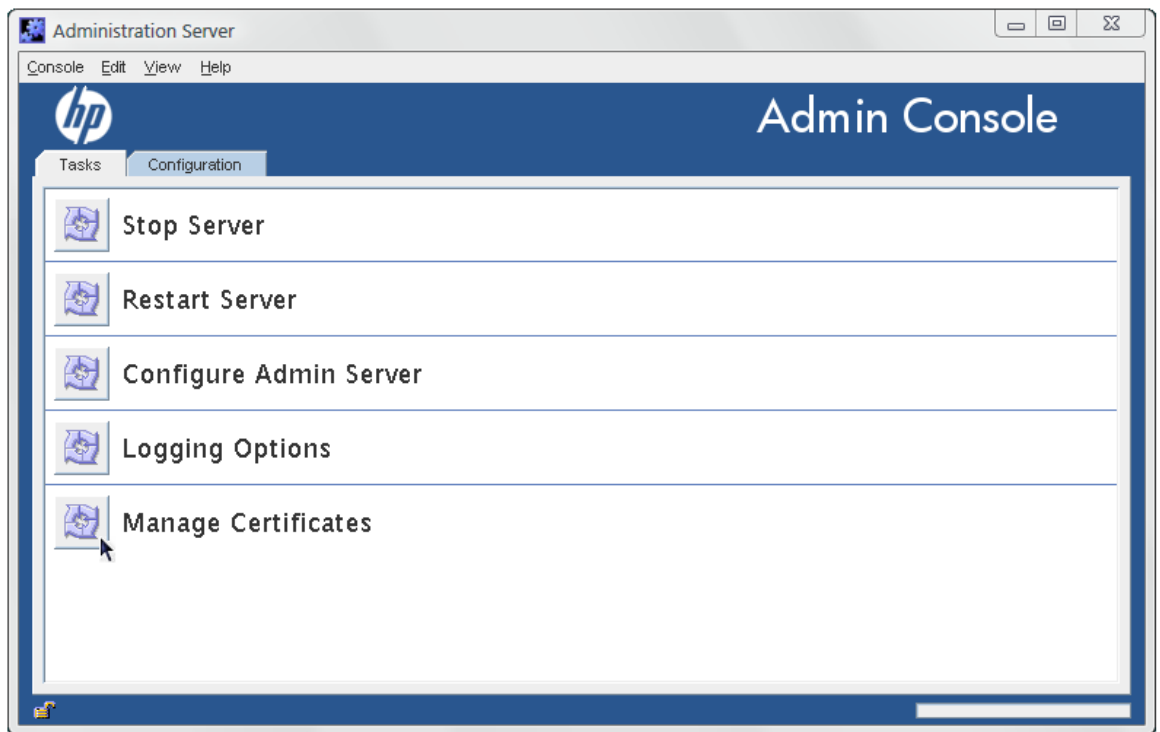 Administration Server
Console Edit View Help
hp
Admin Console
Tasks Configuration
Stop Server
Restart Server
Configure Admin Server
Logging Options
Manage Certificates